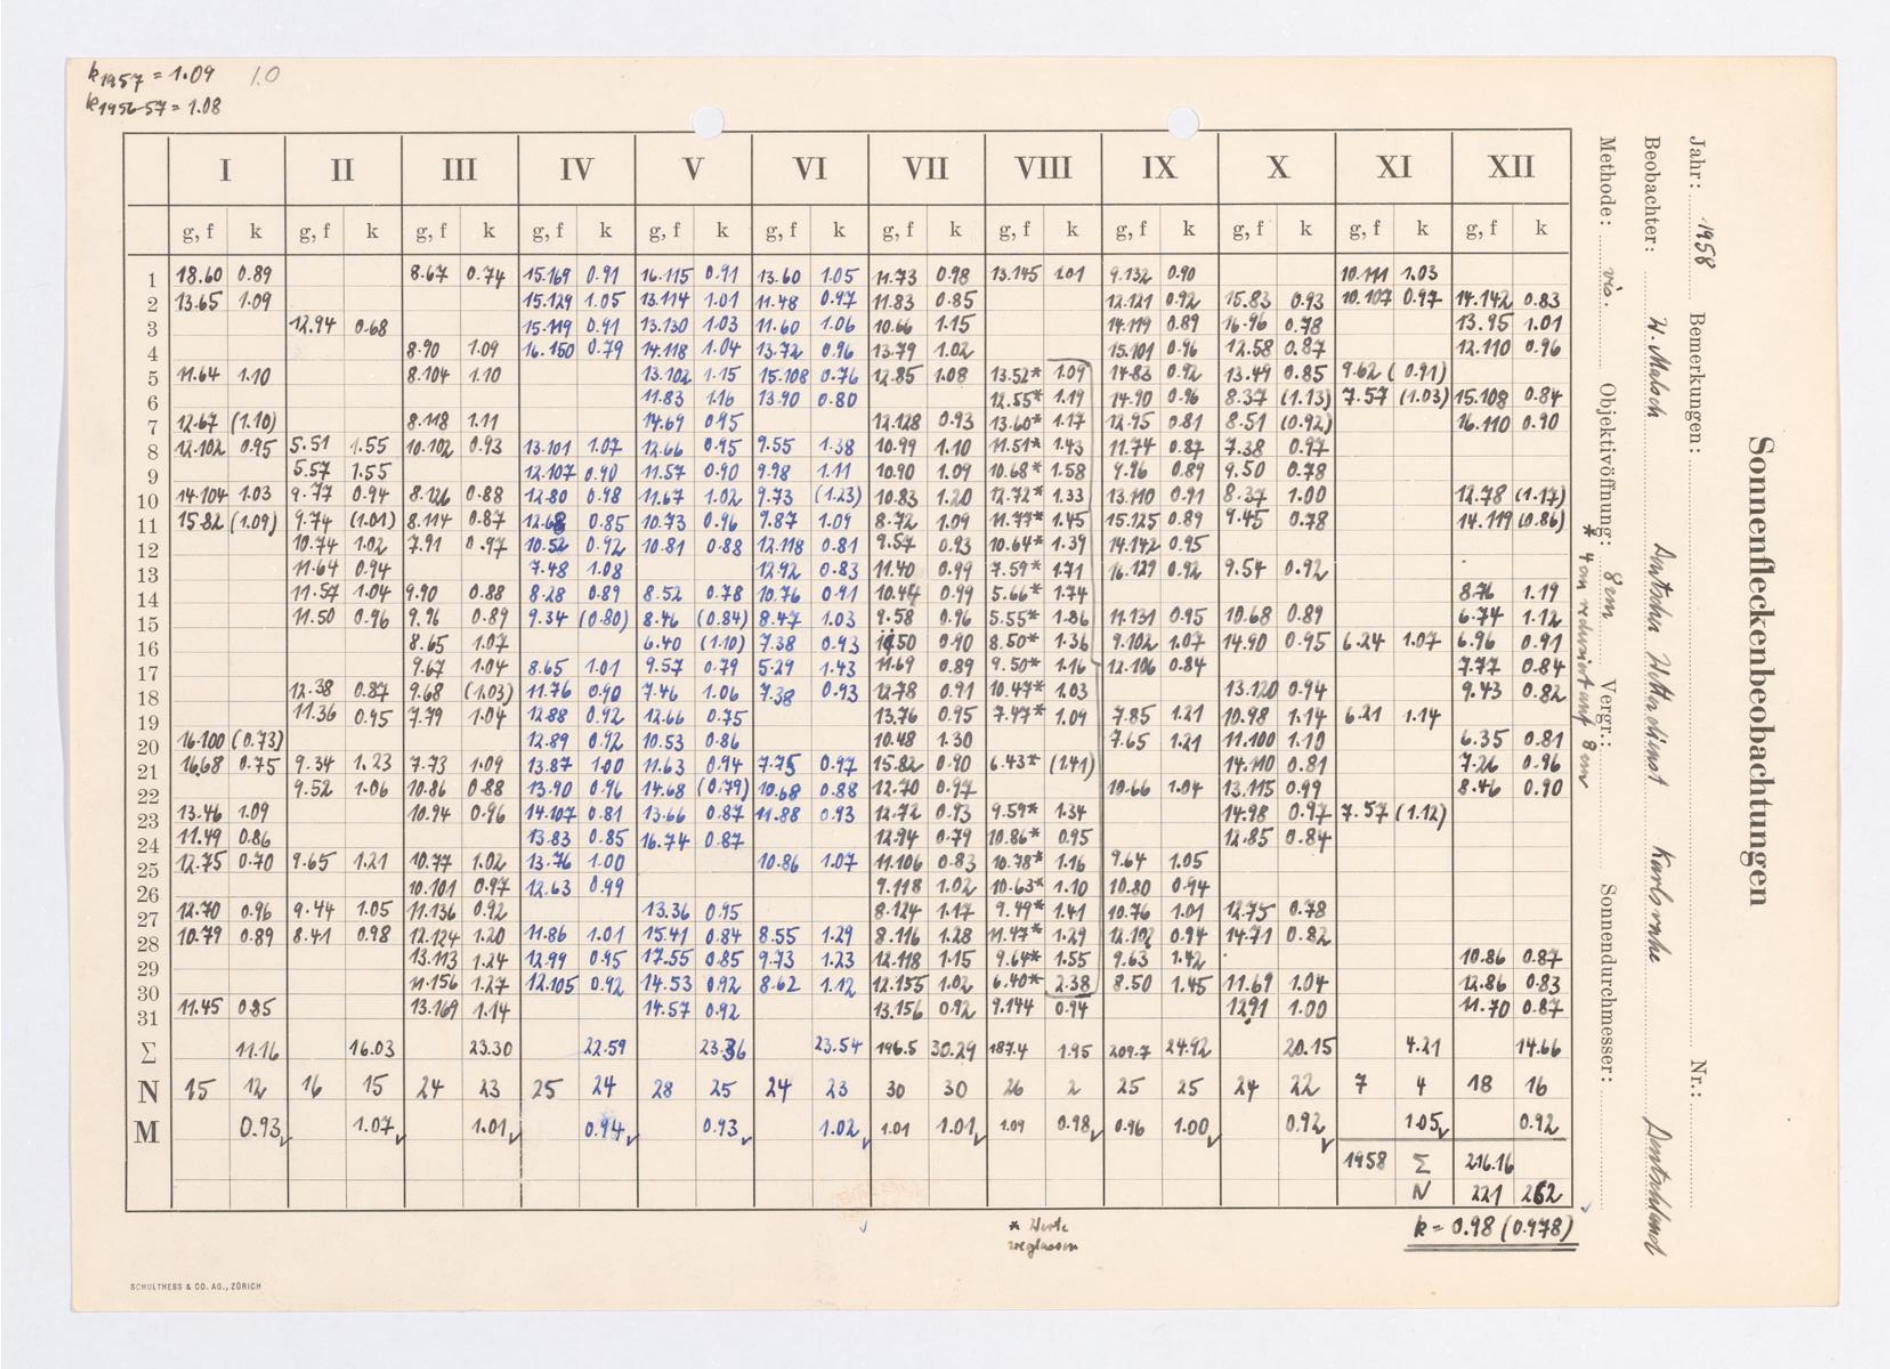 k1957 = 1.09 1.0
k1956-57 = 1.08
I II III IV V VI VII VIII IX X XI XII
g, f k g, f k g, f k g, f k g, f k g, f k g, f k g, f k g, f k g, f k g, f k g, f k
1 18.60 0.89 8.67 0.74 15.169 0.91 16.115 0.91 13.60 1.05 11.73 0.98 13.145 1.01 9.132 0.90 10.111 1.03
2 13.65 1.09 15.129 1.05 13.114 1.01 11.48 0.97 11.83 0.85 12.121 0.92 15.83 0.93 10.107 0.97 14.142 0.83
3 12.94 0.68 15.119 0.91 13.130 1.03 11.60 1.06 10.66 1.15 14.119 0.89 16.96 0.78 13.95 1.01
4 8.90 1.09 16.150 0.79 14.118 1.04 13.72 0.96 13.79 1.02 15.101 0.96 12.58 0.87 12.110 0.96
5 11.64 1.10 8.104 1.10 13.102 1.15 15.108 0.76 12.85 1.08 13.52* 1.09 14.83 0.92 13.49 0.85 9.62 (0.91)
6 11.83 1.16 13.90 0.80 12.55* 1.19 14.90 0.96 8.37 (1.13) 7.57 (1.03) 15.108 0.84
7 12.67 (1.10) 8.118 1.11 14.69 0.95 12.128 0.93 13.60* 1.17 12.95 0.81 8.51 (0.92) 16.110 0.90
8 12.102 0.95 5.51 1.55 10.102 0.93 13.101 1.07 12.66 0.95 9.55 1.38 10.99 1.10 11.51* 1.43 11.74 0.87 7.38 0.97
9 5.57 1.55 12.107 0.90 11.57 0.90 9.98 1.11 10.90 1.09 10.68* 1.58 9.96 0.89 9.50 0.78
10 14.104 1.03 9.77 0.94 8.126 0.88 12.80 0.98 11.67 1.02 9.73 (1.23) 10.83 1.20 12.72* 1.33 13.110 0.91 8.37 1.00 12.78 (1.17)
11 15.82 (1.09) 9.74 (1.01) 8.114 0.87 12.68 0.85 10.73 0.96 9.87 1.09 8.72 1.09 11.77* 1.45 15.125 0.89 9.45 0.78 14.119 (0.86)
12 10.74 1.02 7.91 0.97 10.52 0.92 10.81 0.88 12.118 0.81 9.57 0.93 10.64* 1.39 14.142 0.95
13 11.64 0.94 7.48 1.08 12.92 0.83 11.40 0.99 7.59* 1.71 16.129 0.92 9.54 0.92
14 11.57 1.04 9.90 0.88 8.28 0.89 8.52 0.78 10.76 0.91 10.44 0.99 5.66* 1.74 8.76 1.19
15 11.50 0.96 9.96 0.89 9.34 (0.80) 8.46 (0.84) 8.47 1.03 9.58 0.96 5.55* 1.86 11.131 0.95 10.68 0.89 6.74 1.12
16 8.65 1.07 6.40 (1.10) 7.38 0.93 0.90 8.50* 1.36 9.102 1.07 14.90 0.95 6.24 1.07 6.96 0.91
17 9.67 1.04 8.65 1.01 9.57 0.79 5.29 1.43 11.69 0.89 9.50* 1.16 12.106 0.84 7.77 0.84
18 12.38 0.87 9.68 (1.03) 11.76 0.90 7.46 1.06 7.38 0.93 12.78 0.91 10.47* 1.03 13.120 0.94 9.43 0.82
19 11.36 0.95 7.79 1.04 12.88 0.92 12.66 0.75 13.76 0.95 7.47* 1.09 7.85 1.21 10.98 1.14 6.21 1.14
20 16.100 (0.73) 12.89 0.92 10.53 0.86 10.48 1.30 7.65 1.21 11.100 1.10 6.35 0.81
21 16.68 0.75 9.34 1.23 7.73 1.09 13.87 1.00 11.63 0.94 7.75 0.97 15.82 0.90 6.43* (1.41) 14.110 0.81 7.26 0.96
22 9.52 1.06 10.86 0.88 13.90 0.96 14.68 (0.79) 10.68 0.88 12.70 0.97 10.66 1.04 13.115 0.99 8.46 0.90
23 13.46 1.09 10.94 0.96 14.107 0.81 13.66 0.87 11.88 0.93 12.72 0.93 9.59* 1.34 14.98 0.97 7.57 (1.12)
24 11.49 0.86 13.83 0.85 16.74 0.87 12.94 0.79 10.86* 0.95 12.85 0.84
25 12.75 0.70 9.65 1.21 10.77 1.02 13.76 1.00 10.86 1.07 11.106 0.83 10.78* 1.16 9.64 1.05
26 10.101 0.97 12.63 0.99 9.118 1.02 10.63* 1.10 10.80 0.94
27 12.70 0.96 9.44 1.05 11.136 0.92 13.36 0.95 8.124 1.17 9.49* 1.41 10.76 1.01 12.75 0.78
28 10.79 0.89 8.41 0.98 12.124 1.20 11.86 1.01 15.41 0.84 8.55 1.29 8.116 1.28 11.47* 1.29 12.102 0.94 14.71 0.82
29 13.113 1.24 12.99 0.95 17.55 0.85 9.73 1.23 12.118 1.15 9.64* 1.55 9.63 1.42 10.86 0.87
30 11.156 1.27 12.105 0.92 14.53 0.92 8.62 1.12 12.155 1.02 6.40* 2.38 8.50 1.45 11.69 1.04 12.86 0.83
31 11.45 0.85 13.169 1.14 14.57 0.92 13.156 0.92 9.144 0.94 12.91 1.00 11.70 0.87
Σ 11.16 16.03 23.30 22.59 23.36 23.54 196.5 30.29 187.4 1.95 209.7 24.92 20.15 4.21 14.66
N 15 12 16 15 24 23 25 24 28 25 24 23 30 30 26 2 25 25 24 22 7 4 18 16
M 0.93 1.07 1.01 0.94 0.93 1.02 1.01 1.01 1.09 0.98 0.96 1.00 0.92 1.05 0.92
1958 Σ 216.16
N 221 262
k = 0.98 (0.978)
* Werte
weglassen
SCHULTHESS & CO. AG., ZÜRICH
Sonnenfleckenbeobachtungen
Jahr: 1958 Bemerkungen: Nr.:
Beobachter: W. Malsch Deutscher Wetterdienst Karlsruhe Deutschland
Methode: vis. Objektivöffnung: 8 cm Vergr.: Sonnendurchmesser:
* 4 cm reduziert auf 8 cm